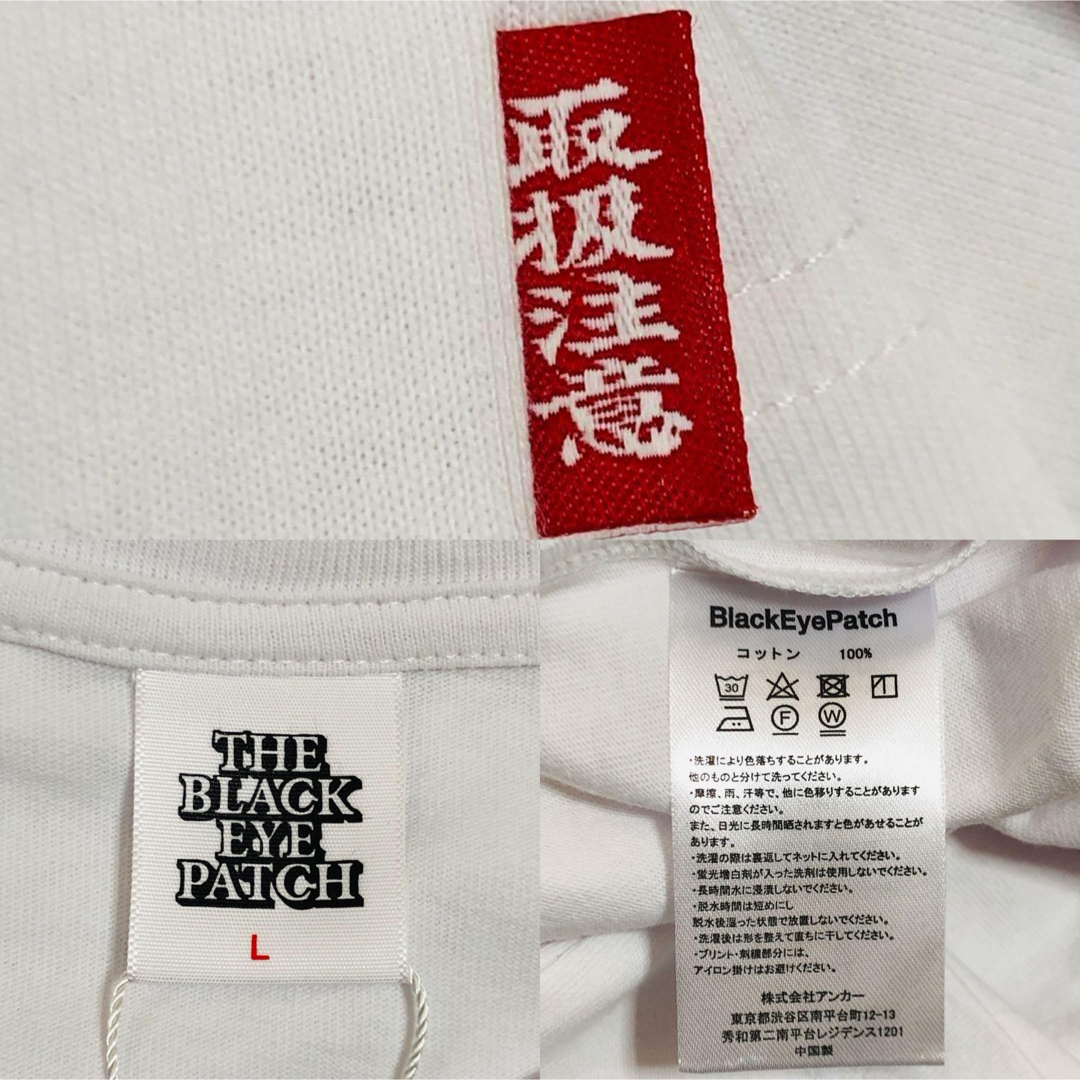 取扱注意
THE
BLACK
EYE
PATCH
L
BlackEyePatch
コットン 100%
30
F W
・洗濯により色落ちすることがあります。
他のものと分けて洗ってください。
・摩擦、雨、汗等で、他に色移りすることがあります
のでご注意ください。
また、日光に長時間晒されますと色があせることが
あります。
・洗濯の際は裏返してネットに入れてください。
・蛍光増白剤が入った洗剤は使用しないでください。
・長時間水に浸漬しないでください。
・脱水時間は短めにし
脱水後湿った状態で放置しないでください。
・洗濯後は形を整えて直ちに干してください。
・プリント・刺繍部分には、
アイロン掛けはお避けください。
株式会社アンカー
東京都渋谷区南平台町12-13
秀和第二南平台レジデンス1201
中国製